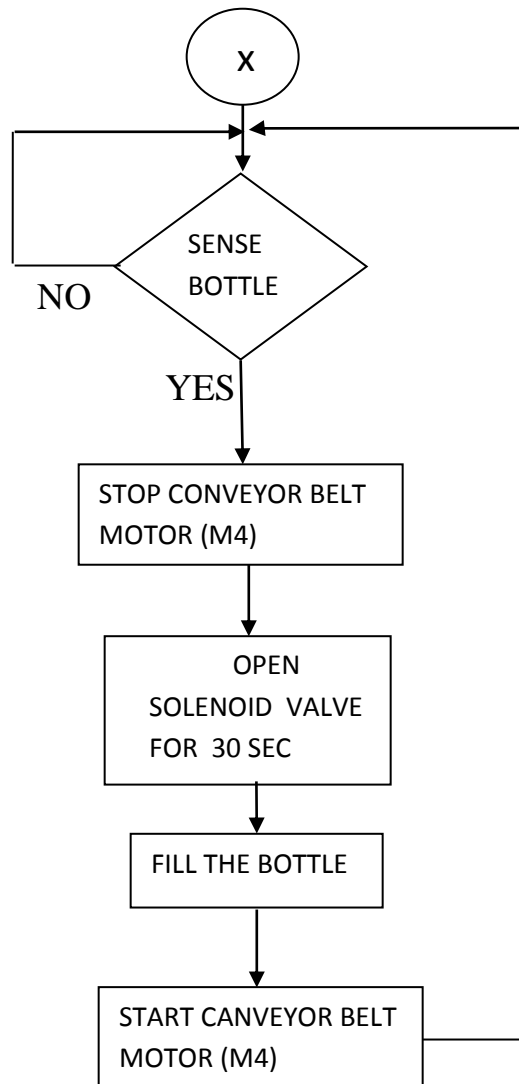 X
SENSE
BOTTLE
NO
YES
STOP CONVEYOR BELT
MOTOR (M4)
OPEN
SOLENOID VALVE
FOR 30 SEC
FILL THE BOTTLE
START CANVEYOR BELT
MOTOR (M4)